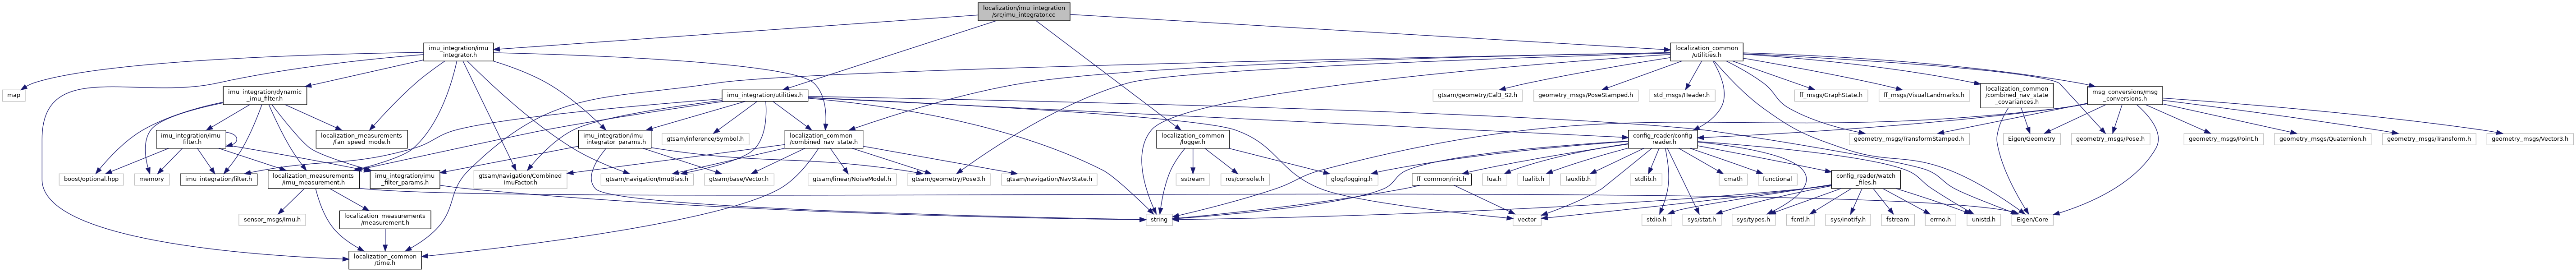 localization/imu_integration
/src/imu_integrator.cc
imu_integration/imu
_integrator.h
localization_common
/utilities.h
map
imu_integration/dynamic
_imu_filter.h
imu_integration/utilities.h
gtsam/geometry/Cal3_S2.h
geometry_msgs/PoseStamped.h
std_msgs/Header.h
ff_msgs/GraphState.h
ff_msgs/VisualLandmarks.h
localization_common
/combined_nav_state
_covariances.h
msg_conversions/msg
_conversions.h
imu_integration/imu
_filter.h
localization_measurements
/fan_speed_mode.h
imu_integration/imu
_integrator_params.h
gtsam/inference/Symbol.h
localization_common
/combined_nav_state.h
localization_common
/logger.h
config_reader/config
_reader.h
geometry_msgs/TransformStamped.h
Eigen/Geometry
geometry_msgs/Pose.h
geometry_msgs/Point.h
geometry_msgs/Quaternion.h
geometry_msgs/Transform.h
geometry_msgs/Vector3.h
boost/optional.hpp
memory
imu_integration/filter.h
localization_measurements
/imu_measurement.h
imu_integration/imu
_filter_params.h
gtsam/navigation/Combined
ImuFactor.h
gtsam/navigation/ImuBias.h
gtsam/base/Vector.h
gtsam/linear/NoiseModel.h
gtsam/geometry/Pose3.h
gtsam/navigation/NavState.h
sstream
ros/console.h
glog/logging.h
ff_common/init.h
lua.h
lualib.h
lauxlib.h
stdlib.h
cmath
functional
config_reader/watch
_files.h
sensor_msgs/Imu.h
localization_measurements
/measurement.h
string
vector
stdio.h
sys/stat.h
sys/types.h
fcntl.h
sys/inotify.h
fstream
errno.h
unistd.h
Eigen/Core
localization_common
/time.h